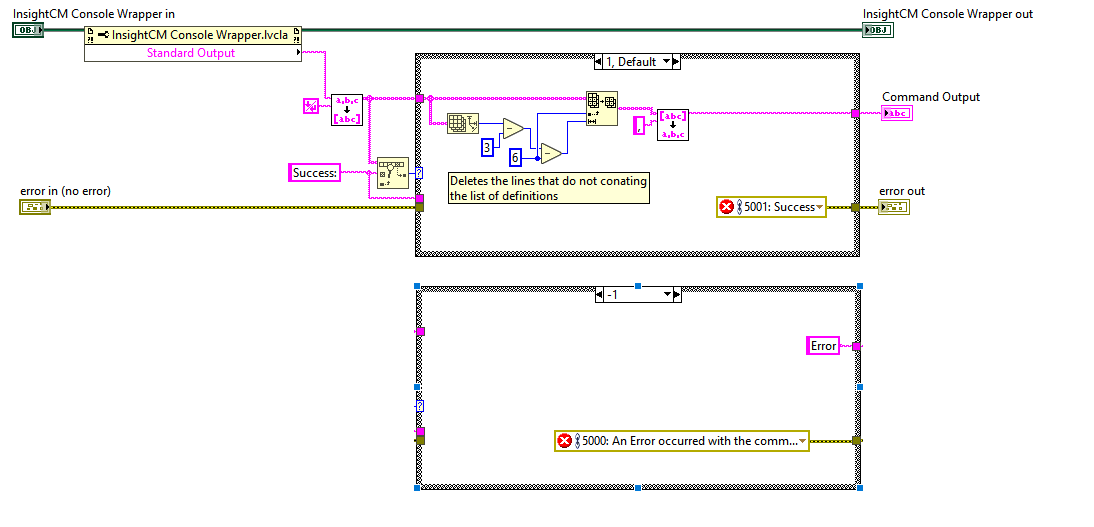 InsightCM Console Wrapper in
InsightCM Console Wrapper out
OBJ
InsightCM Console Wrapper.lvcla
OBJ
Standard Output
1, Default
a,b,c
[abc]
Command Output
abc
[abc]
a,b,c
,
3
6
Success:
?
Deletes the lines that do not conating
the list of definitions
error in (no error)
error out
5001: Success
-1
Error
?
5000: An Error occurred with the comm...